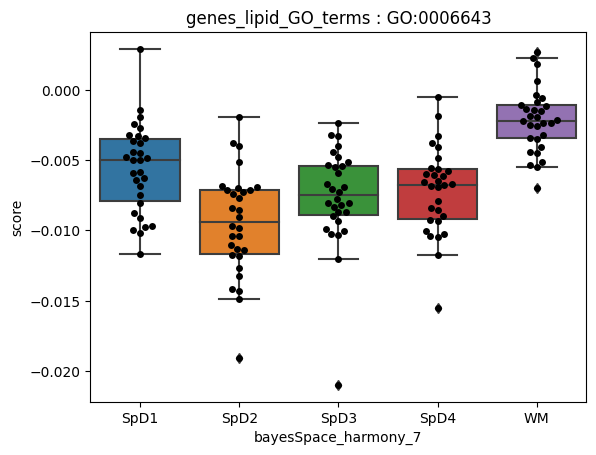 genes_lipid_GO_terms : GO:0006643
0.000
−0.005
−0.010
−0.015
−0.020
score
SpD1 SpD2 SpD3 SpD4 WM
bayesSpace_harmony_7